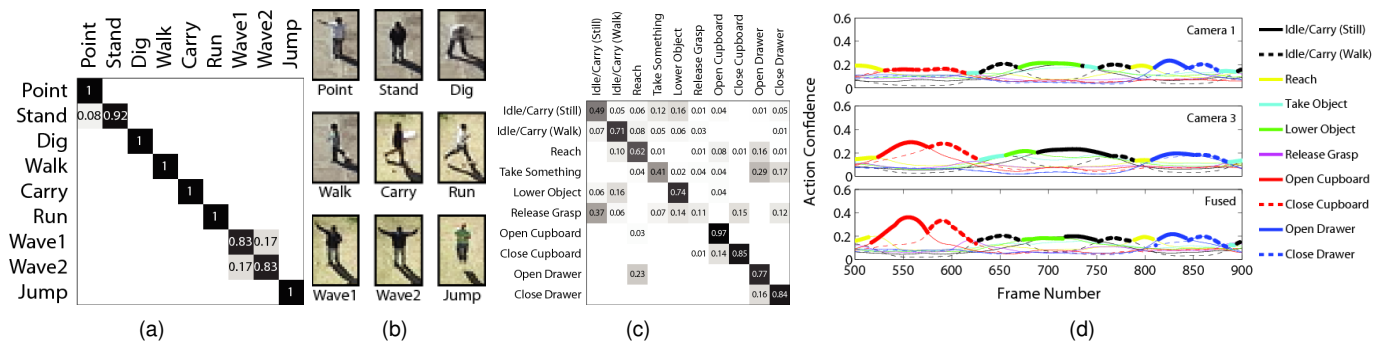 Point
Stand
Dig
Walk
Carry
Run
Wave1
Wave2
Jump
Point 1
Stand 0.08 0.92
Dig 1
Walk 1
Carry 1
Run 1
Wave1 0.83 0.17
Wave2 0.17 0.83
Jump 1
(a)
Point Stand Dig
Walk Carry Run
Wave1 Wave2 Jump
(b)
Idle/Carry (Still)
Idle/Carry (Walk)
Reach
Take Something
Lower Object
Release Grasp
Open Cupboard
Close Cupboard
Open Drawer
Close Drawer
Idle/Carry (Still) 0.49 0.05 0.06 0.12 0.16 0.01 0.04 0.01 0.05
Idle/Carry (Walk) 0.07 0.71 0.08 0.05 0.06 0.03 0.01
Reach 0.10 0.62 0.01 0.01 0.08 0.01 0.16 0.01
Take Something 0.04 0.41 0.02 0.04 0.04 0.29 0.17
Lower Object 0.06 0.16 0.74 0.04
Release Grasp 0.37 0.06 0.07 0.14 0.11 0.15 0.12
Open Cupboard 0.03 0.97
Close Cupboard 0.01 0.14 0.85
Open Drawer 0.23 0.77
Close Drawer 0.16 0.84
(c)
Action Confidence
0.6
0.4
0.2
0
Camera 1
0.6
0.4
0.2
0
Camera 3
0.6
0.4
0.2
0
Fused
500 550 600 650 700 750 800 850 900
Frame Number
Idle/Carry (Still)
Idle/Carry (Walk)
Reach
Take Object
Lower Object
Release Grasp
Open Cupboard
Close Cupboard
Open Drawer
Close Drawer
(d)